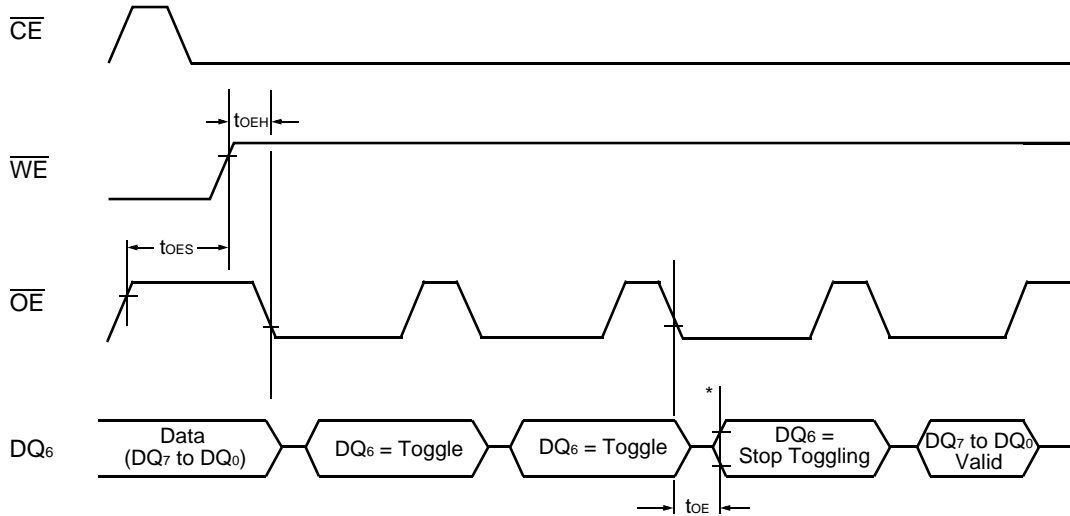 CE
tOEH
WE
tOES
OE
*
DQ6
Data
(DQ7 to DQ0)
DQ6 = Toggle
DQ6 = Toggle
DQ6 =
Stop Toggling
DQ7 to DQ0
Valid
tOE